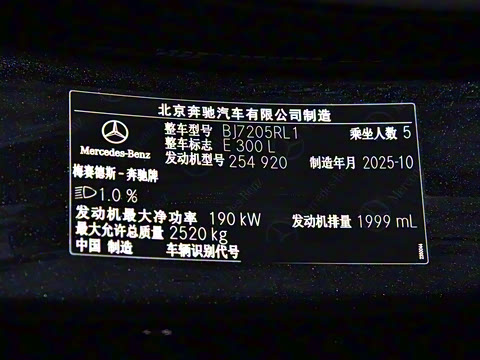 北京奔驰汽车有限公司制造
整车型号 BJ7205RL1 乘坐人数 5
整车标志 E 300 L
发动机型号 254 920 制造年月 2025-10
Mercedes-Benz
梅赛德斯－奔驰牌
1.0 %
发动机最大净功率 190 kW 发动机排量 1999 mL
最大允许总质量 2520 kg
中国 制造 车辆识别代号